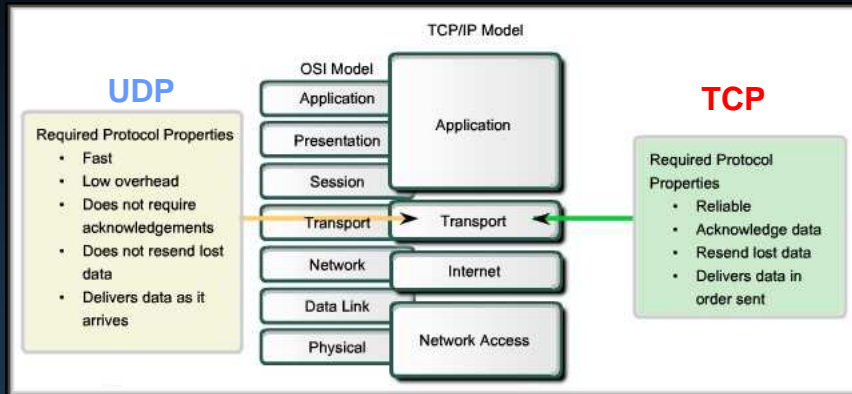 TCP/IP Model
OSI Model
UDP
Required Protocol Properties
• Fast
• Low overhead
• Does not require
acknowledgements
• Does not resend lost
data
• Delivers data as it
arrives
Application
Presentation
Session
Transport
Network
Data Link
Physical
Application
Transport
Internet
Network Access
TCP
Required Protocol
Properties
• Reliable
• Acknowledge data
• Resend lost data
• Delivers data in
order sent